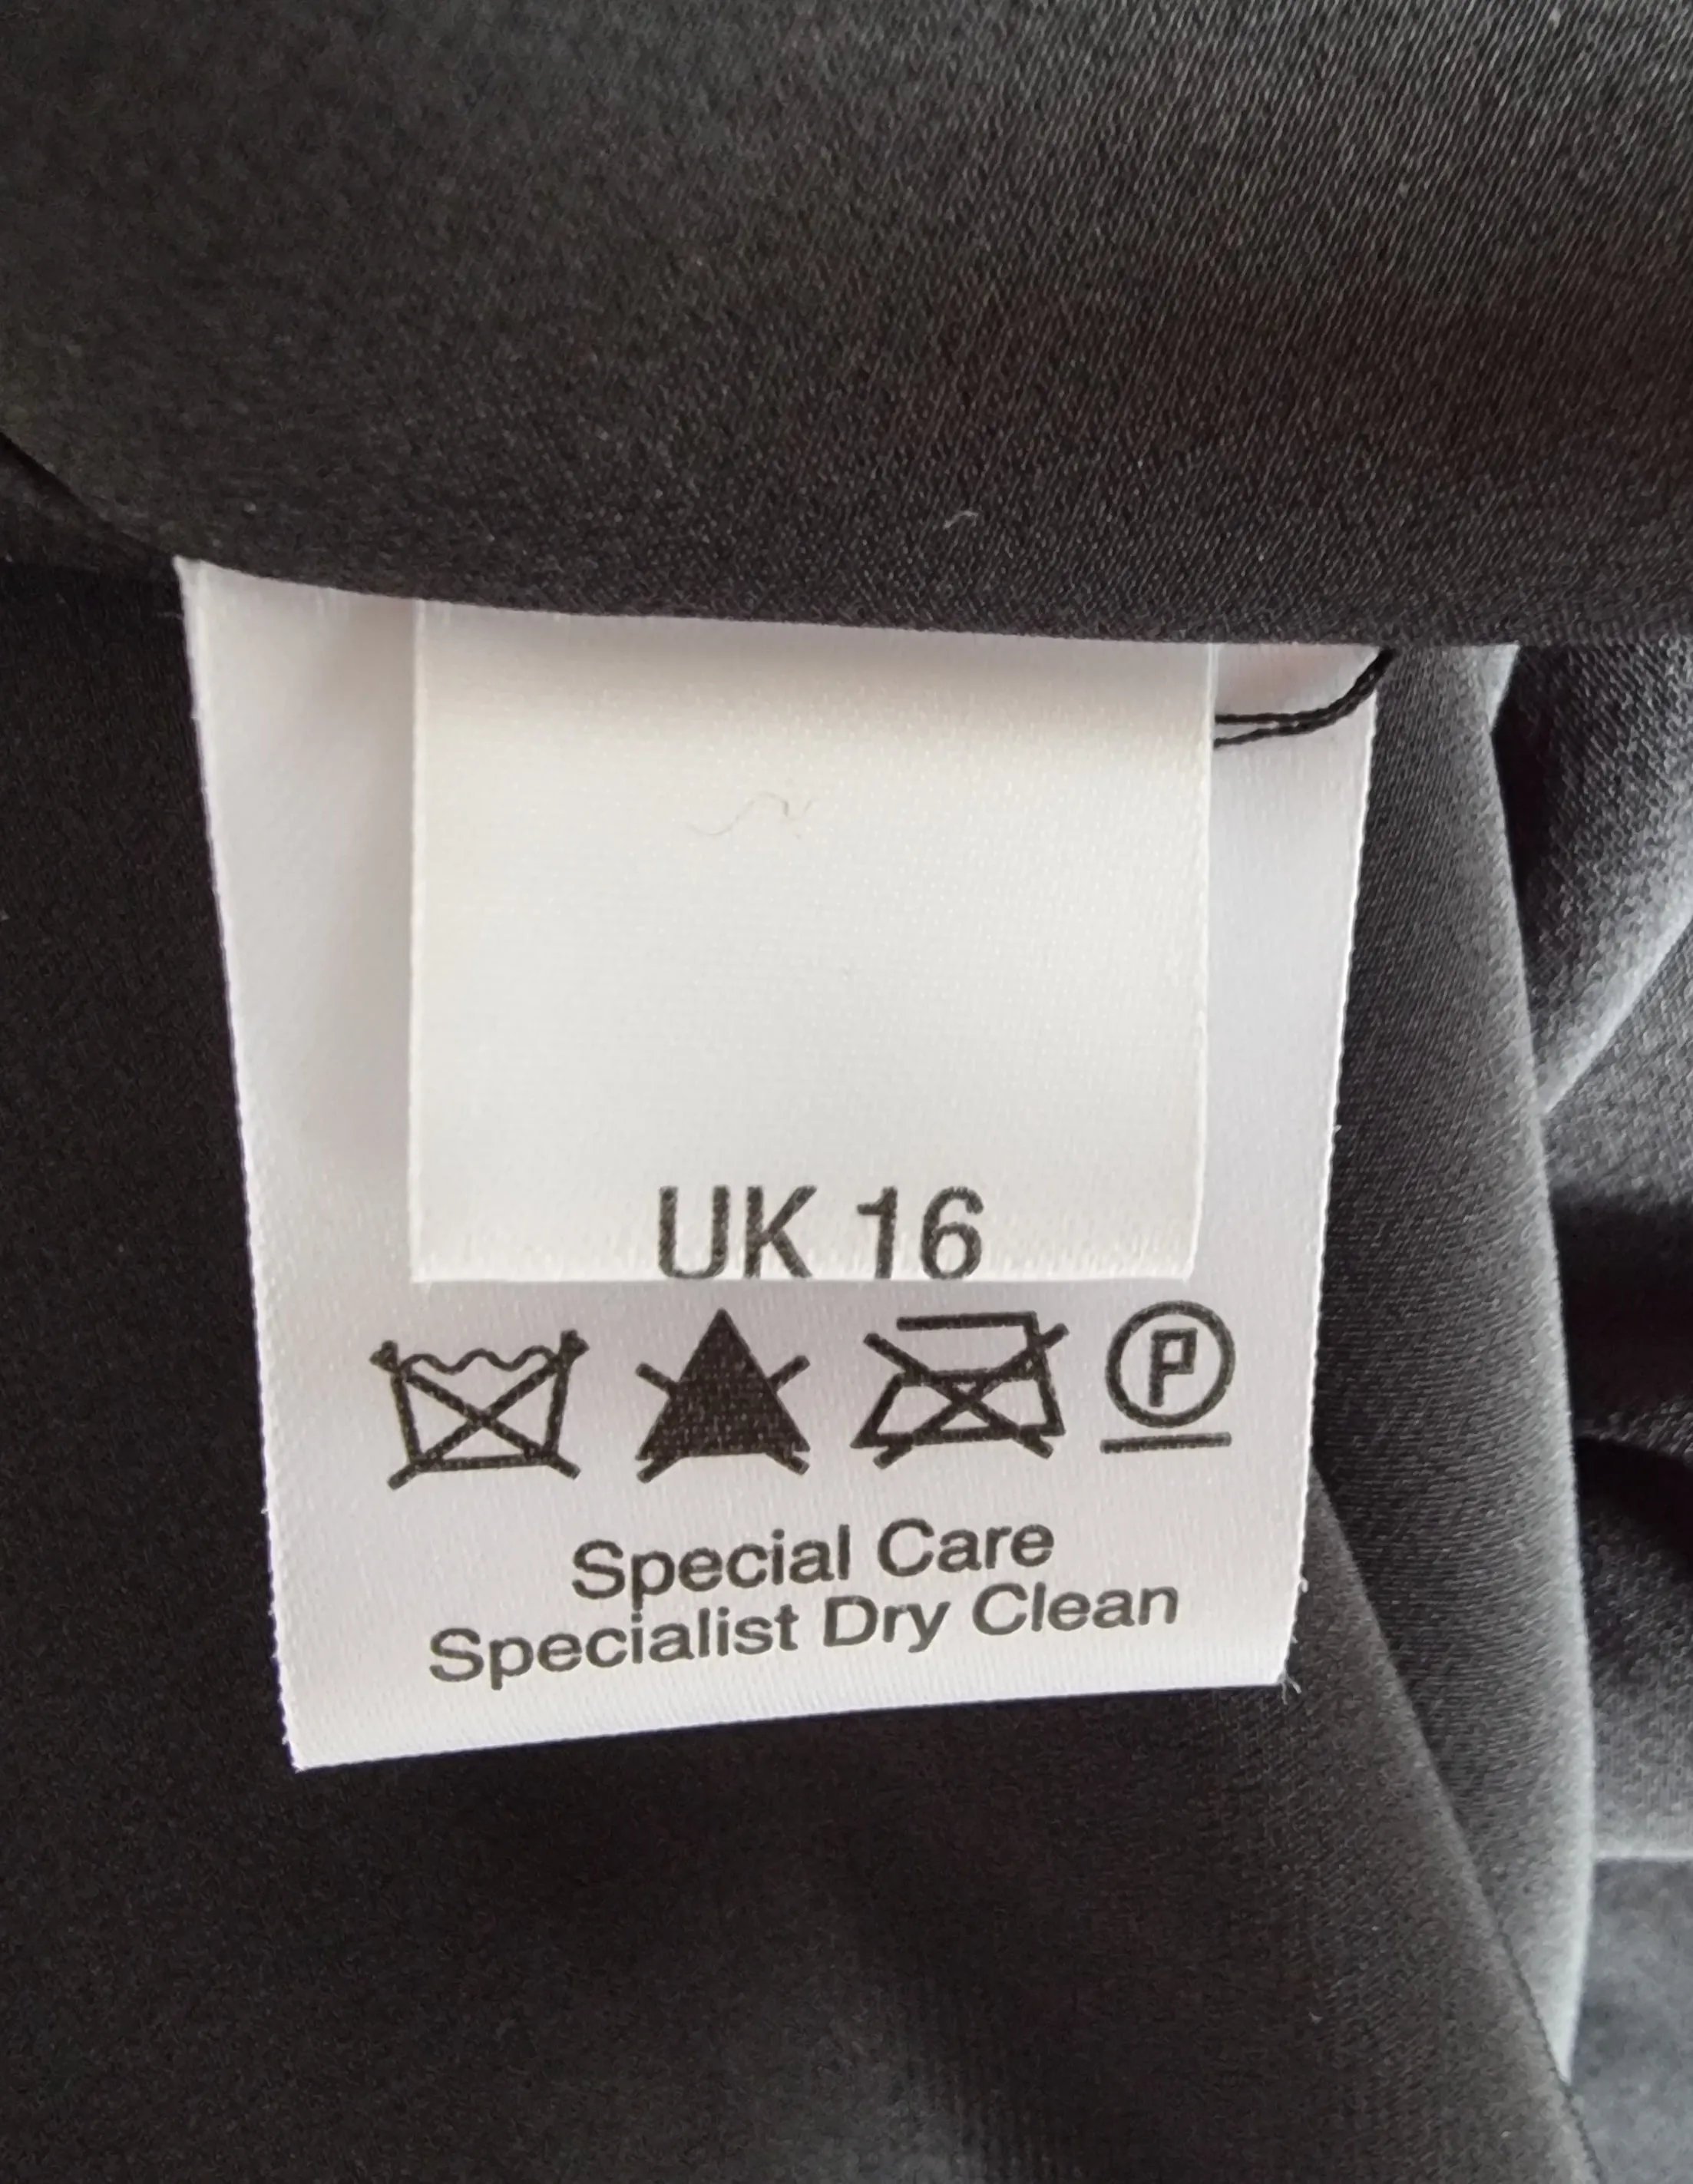 UK 16
P
Special Care
Specialist Dry Clean